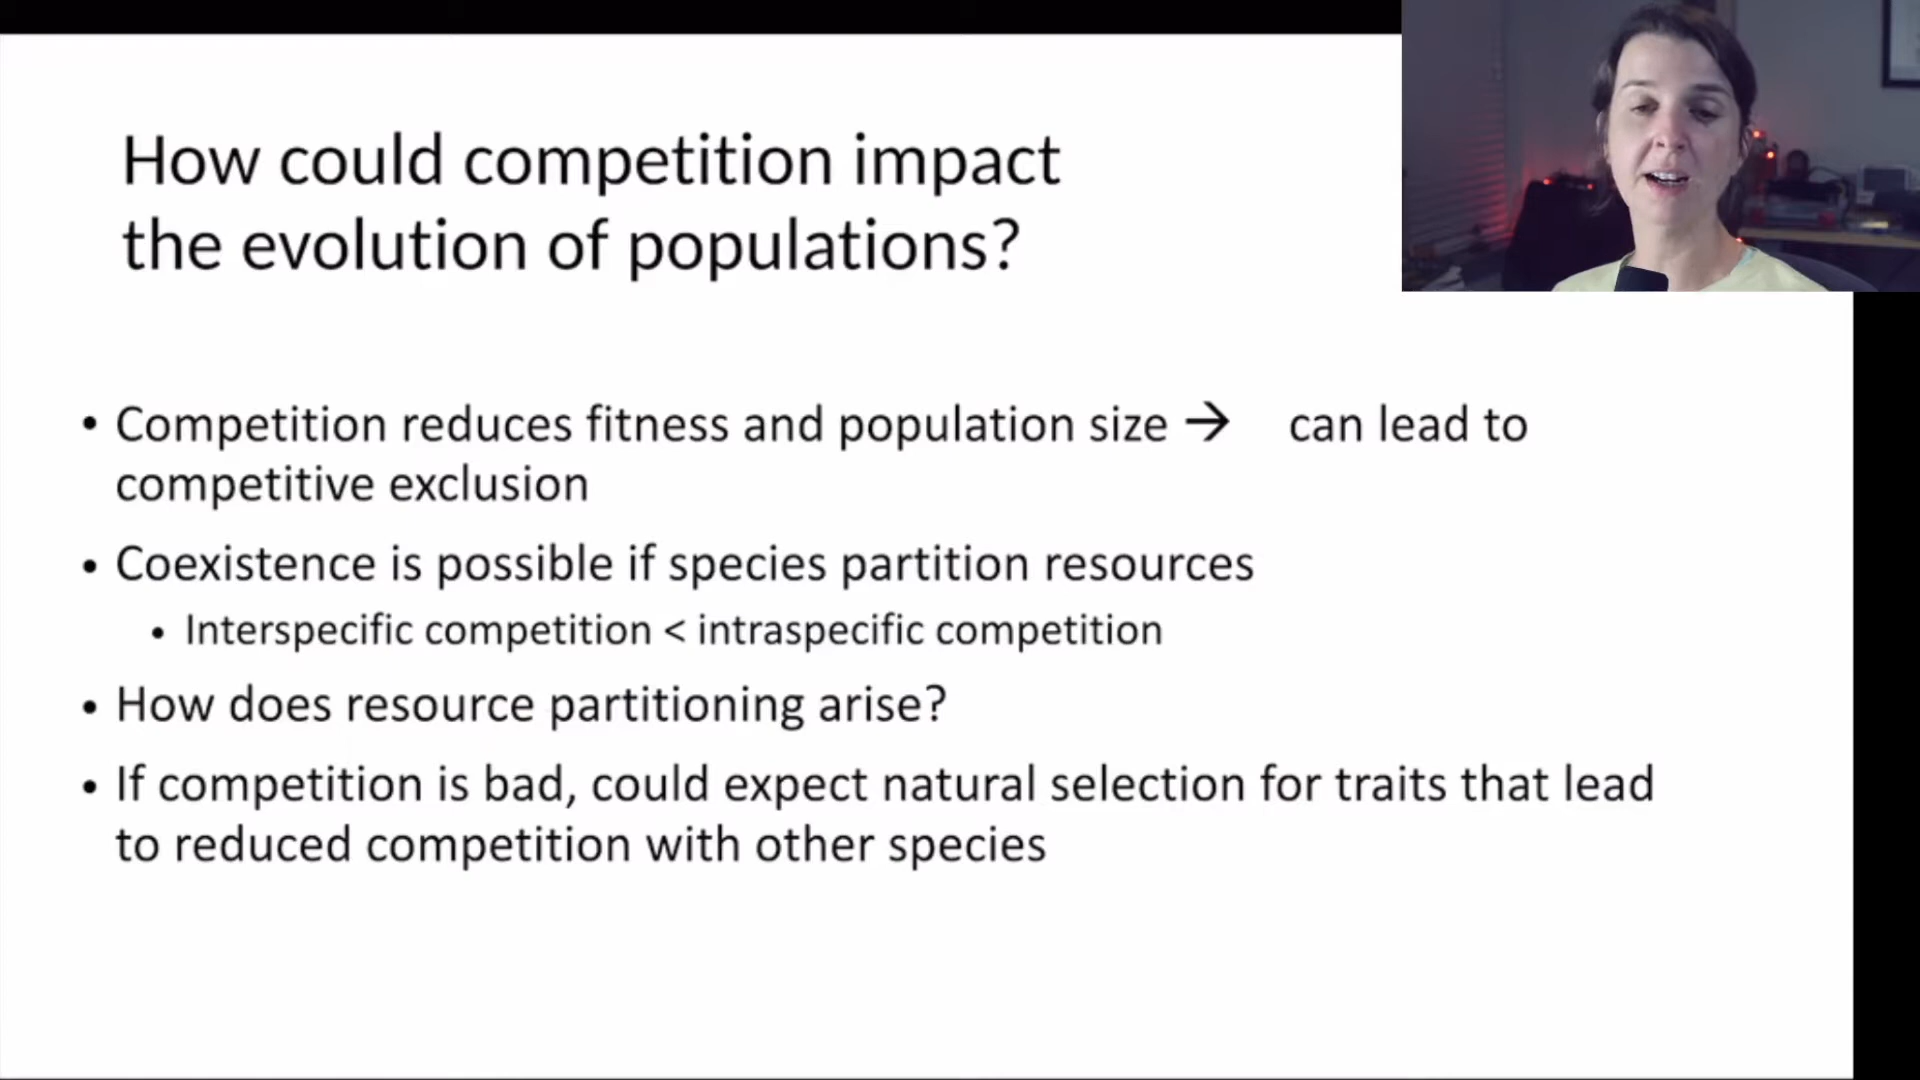 How could competition impact
the evolution of populations?
• Competition reduces fitness and population size → can lead to
competitive exclusion
• Coexistence is possible if species partition resources
• Interspecific competition < intraspecific competition
• How does resource partitioning arise?
• If competition is bad, could expect natural selection for traits that lead
to reduced competition with other species